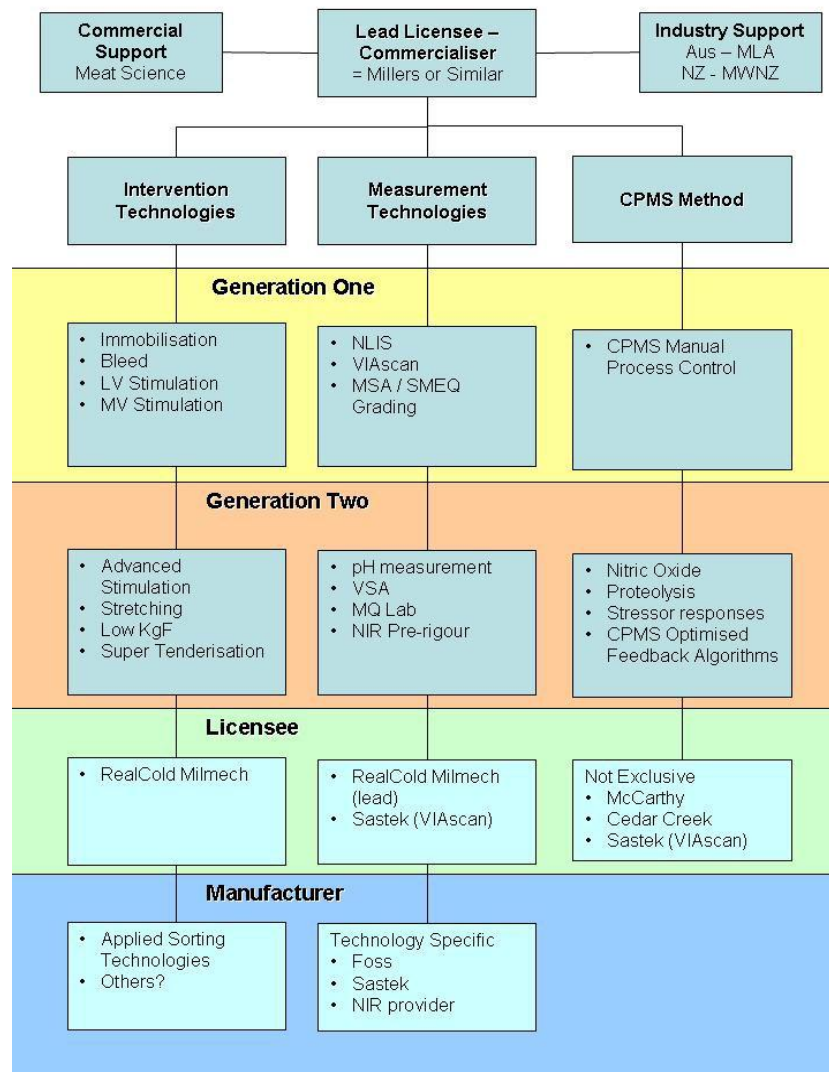 Commercial
Support
Meat Science
Lead Licensee –
Commercialiser
= Millers or Similar
Industry Support
Aus – MLA
NZ - MWNZ
Intervention
Technologies
Measurement
Technologies
CPMS Method
Generation One
• Immobilisation
• Bleed
• LV Stimulation
• MV Stimulation
• NLIS
• VIAscan
• MSA / SMEQ
Grading
• CPMS Manual
Process Control
Generation Two
• Advanced
Stimulation
• Stretching
• Low KgF
• Super Tenderisation
• pH measurement
• VSA
• MQ Lab
• NIR Pre-rigour
• Nitric Oxide
• Proteolysis
• Stressor responses
• CPMS Optimised
Feedback Algorithms
Licensee
• RealCold Milmech
• RealCold Milmech
(lead)
• Sastek (VIAscan)
Not Exclusive
• McCarthy
• Cedar Creek
• Sastek (VIAscan)
Manufacturer
• Applied Sorting
Technologies
• Others?
Technology Specific
• Foss
• Sastek
• NIR provider